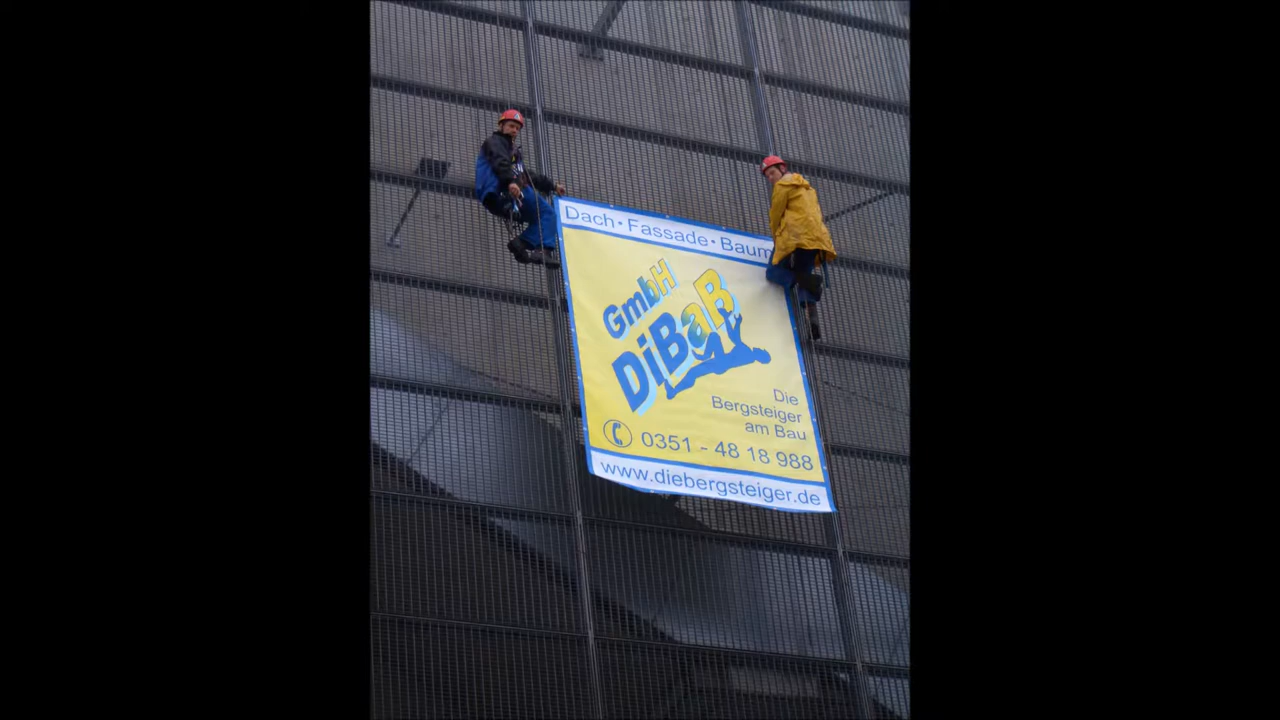 Dach • Fassade • Baum
GmbH
DiBaB
Die
Bergsteiger
am Bau
0351 - 48 18 988
www.diebergsteiger.de